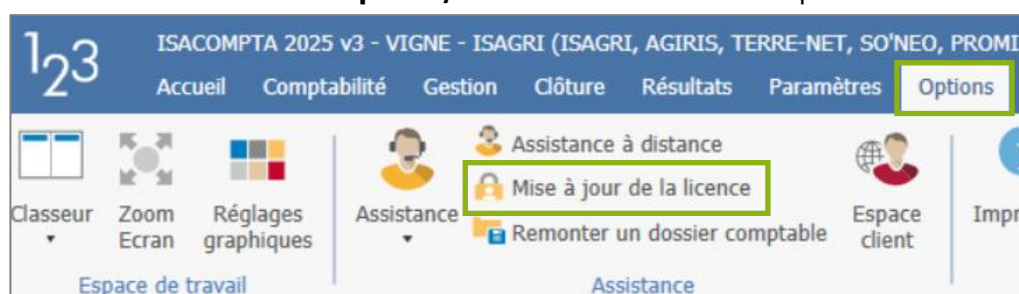 123
ISACOMPTA 2025 v3 - VIGNE - ISAGRI (ISAGRI, AGIRIS, TERRE-NET, SO'NEO, PROMI
Accueil Comptabilité Gestion Clôture Résultats Paramètres Options
Assistance à distance
Mise à jour de la licence
Remonter un dossier comptable
Classeur
Zoom Ecran
Réglages graphiques
Assistance
Espace client
Impr
Espace de travail
Assistance